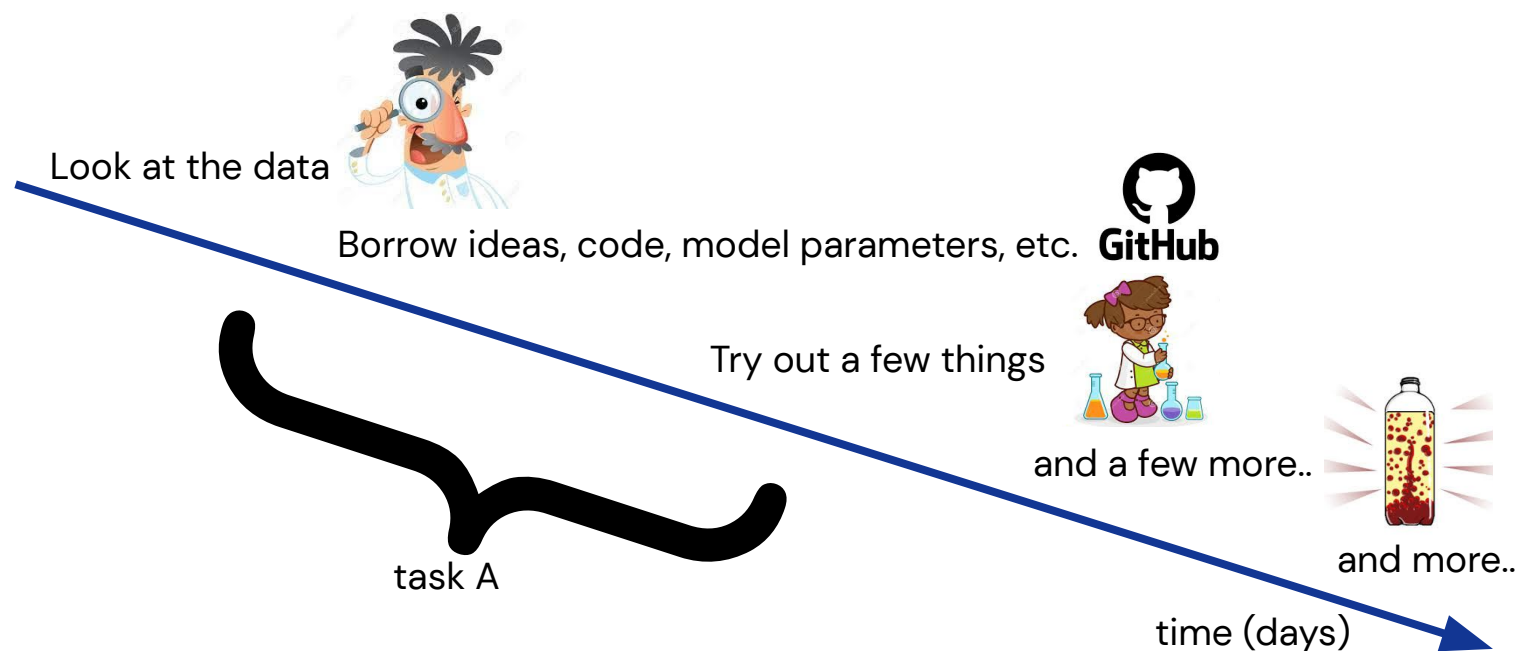 Look at the data
Borrow ideas, code, model parameters, etc.
GitHub
Try out a few things
and a few more..
and more..
task A
time (days)